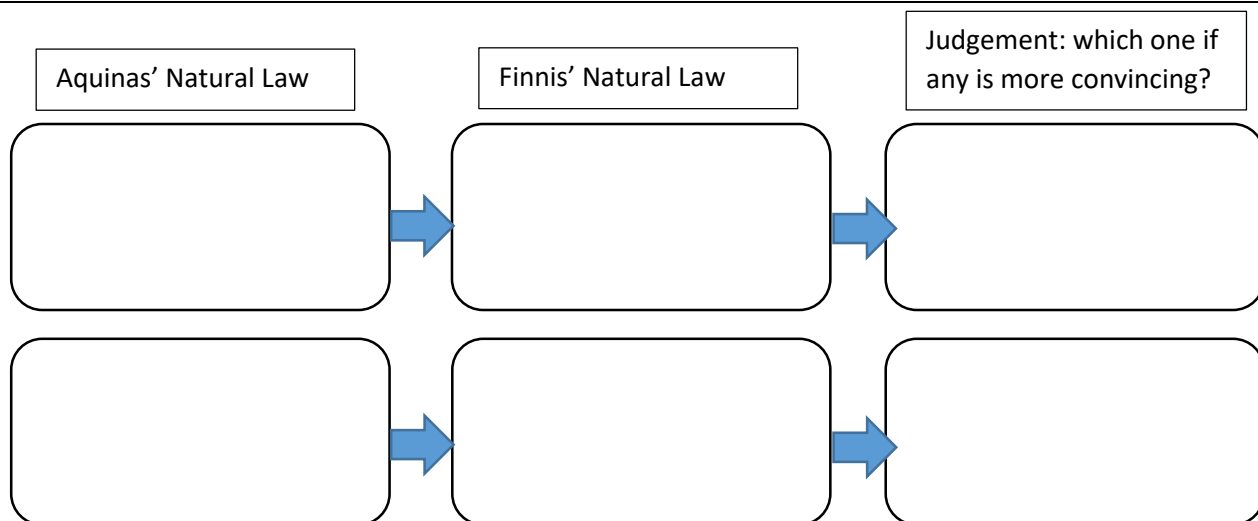 Aquinas’ Natural Law
Finnis’ Natural Law
Judgement: which one if
any is more convincing?